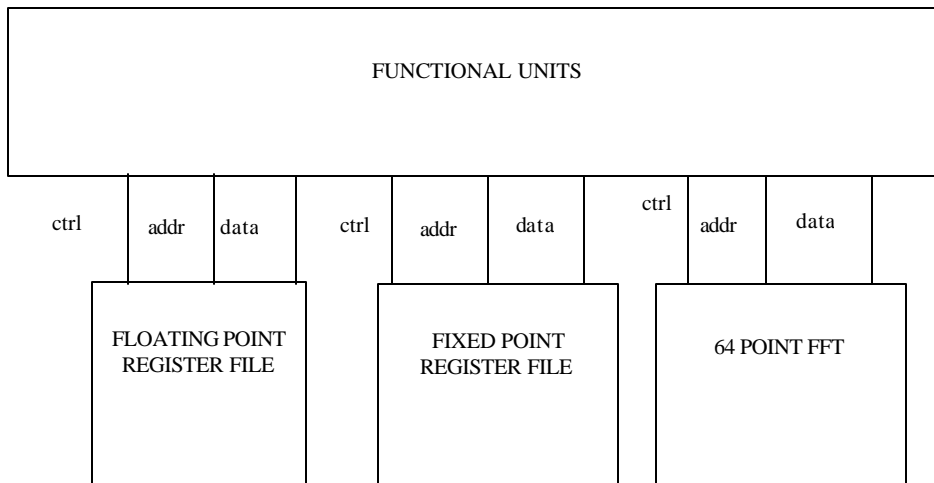 FUNCTIONAL UNITS
ctrl addr data ctrl addr data ctrl addr data
FLOATING POINT
REGISTER FILE
FIXED POINT
REGISTER FILE
64 POINT FFT